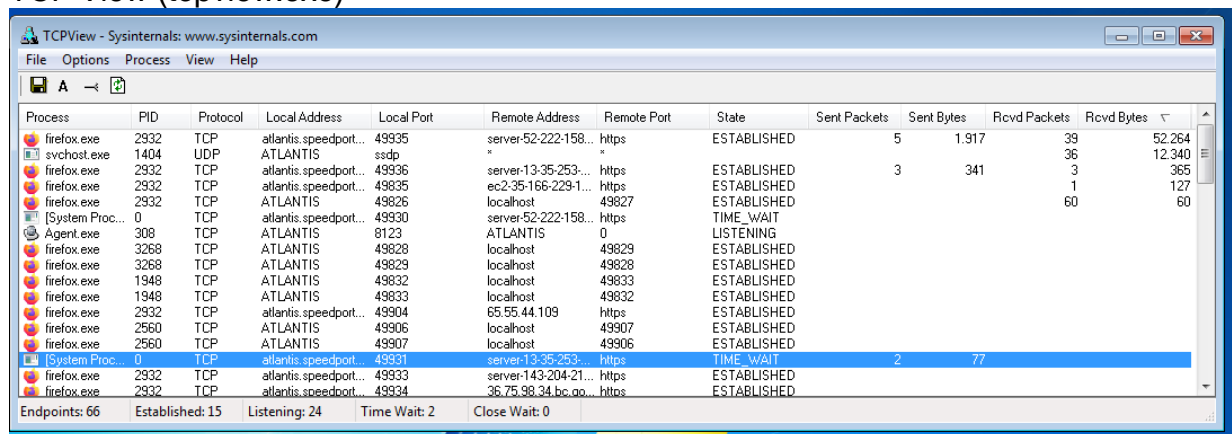 TCP View (tcpview.exe)
TCPView - Sysinternals: www.sysinternals.com
File Options Process View Help
A
Process PID Protocol Local Address Local Port Remote Address Remote Port State Sent Packets Sent Bytes Rcvd Packets Rcvd Bytes
firefox.exe 2932 TCP atlantis.speedport... 49935 server-52-222-158... https ESTABLISHED 5 1.917 39 52.264
svchost.exe 1404 UDP ATLANTIS ssdp * * 36 12.340
firefox.exe 2932 TCP atlantis.speedport... 49936 server-13-35-253-... https ESTABLISHED 3 341 3 365
firefox.exe 2932 TCP atlantis.speedport... 49835 ec2-35-166-229-1... https ESTABLISHED 1 127
firefox.exe 2932 TCP ATLANTIS 49826 localhost 49827 ESTABLISHED 60 60
[System Proc... 0 TCP atlantis.speedport... 49930 server-52-222-158... https TIME_WAIT
Agent.exe 308 TCP ATLANTIS 8123 ATLANTIS 0 LISTENING
firefox.exe 3268 TCP ATLANTIS 49828 localhost 49829 ESTABLISHED
firefox.exe 3268 TCP ATLANTIS 49829 localhost 49828 ESTABLISHED
firefox.exe 1948 TCP ATLANTIS 49832 localhost 49833 ESTABLISHED
firefox.exe 1948 TCP ATLANTIS 49833 localhost 49832 ESTABLISHED
firefox.exe 2932 TCP atlantis.speedport... 49904 65.55.44.109 https ESTABLISHED
firefox.exe 2560 TCP ATLANTIS 49906 localhost 49907 ESTABLISHED
firefox.exe 2560 TCP ATLANTIS 49907 localhost 49906 ESTABLISHED
[System Proc... 0 TCP atlantis.speedport... 49931 server-13-35-253-... https TIME_WAIT 2 77
firefox.exe 2932 TCP atlantis.speedport... 49933 server-143-204-21... https ESTABLISHED
firefox.exe 2932 TCP atlantis.speedport... 49934 36.75.98.34.bc.go... https ESTABLISHED
Endpoints: 66 Established: 15 Listening: 24 Time Wait: 2 Close Wait: 0